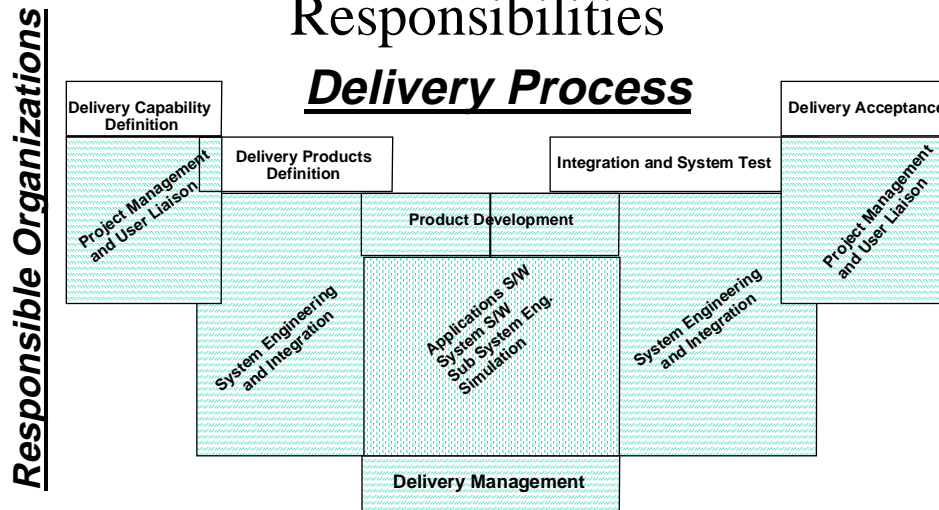 Responsibilities
Delivery Process
Responsible Organizations
Delivery Capability
Definition
Delivery Acceptance
Delivery Products
Definition
Integration and System Test
Project Management
and User Liaison
Product Development
Project Management
and User Liaison
System Engineering
and Integration
Applications S/W
System S/W
Sub System Eng.
Simulation
System Engineering
and Integration
Delivery Management